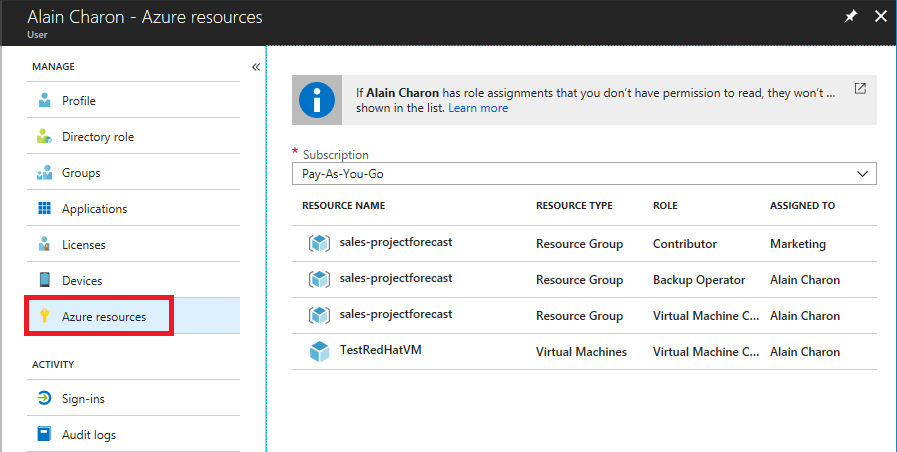 Alain Charon - Azure resources
User
MANAGE
Profile
Directory role
Groups
Applications
Licenses
Devices
Azure resources
ACTIVITY
Sign-ins
Audit logs
If Alain Charon has role assignments that you don't have permission to read, they won't ...
shown in the list. Learn more
* Subscription
Pay-As-You-Go
RESOURCE NAME RESOURCE TYPE ROLE ASSIGNED TO
sales-projectforecast Resource Group Contributor Marketing
sales-projectforecast Resource Group Backup Operator Alain Charon
sales-projectforecast Resource Group Virtual Machine C... Alain Charon
TestRedHatVM Virtual Machines Virtual Machine C... Alain Charon